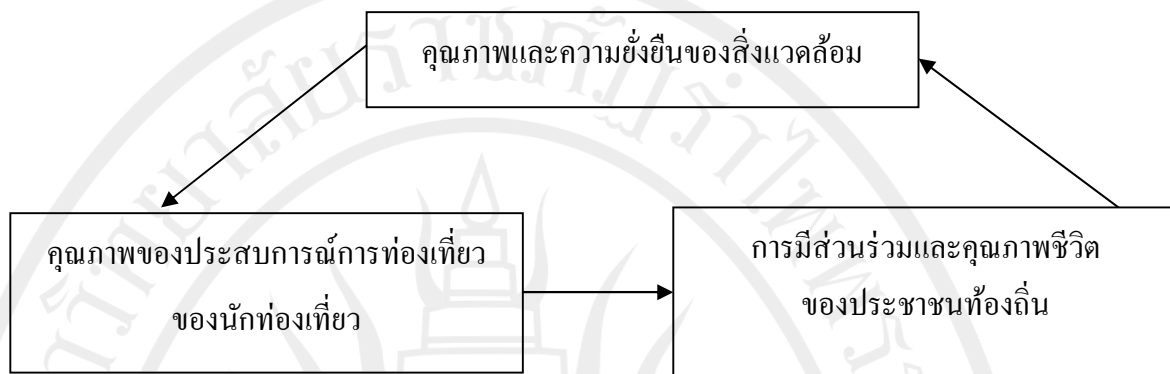 คุณภาพและความยั่งยืนของสิ่งแวดล้อม
คุณภาพของประสบการณ์การท่องเที่ยว
ของนักท่องเที่ยว
การมีส่วนร่วมและคุณภาพชีวิต
ของประชาชนท้องถิ่น